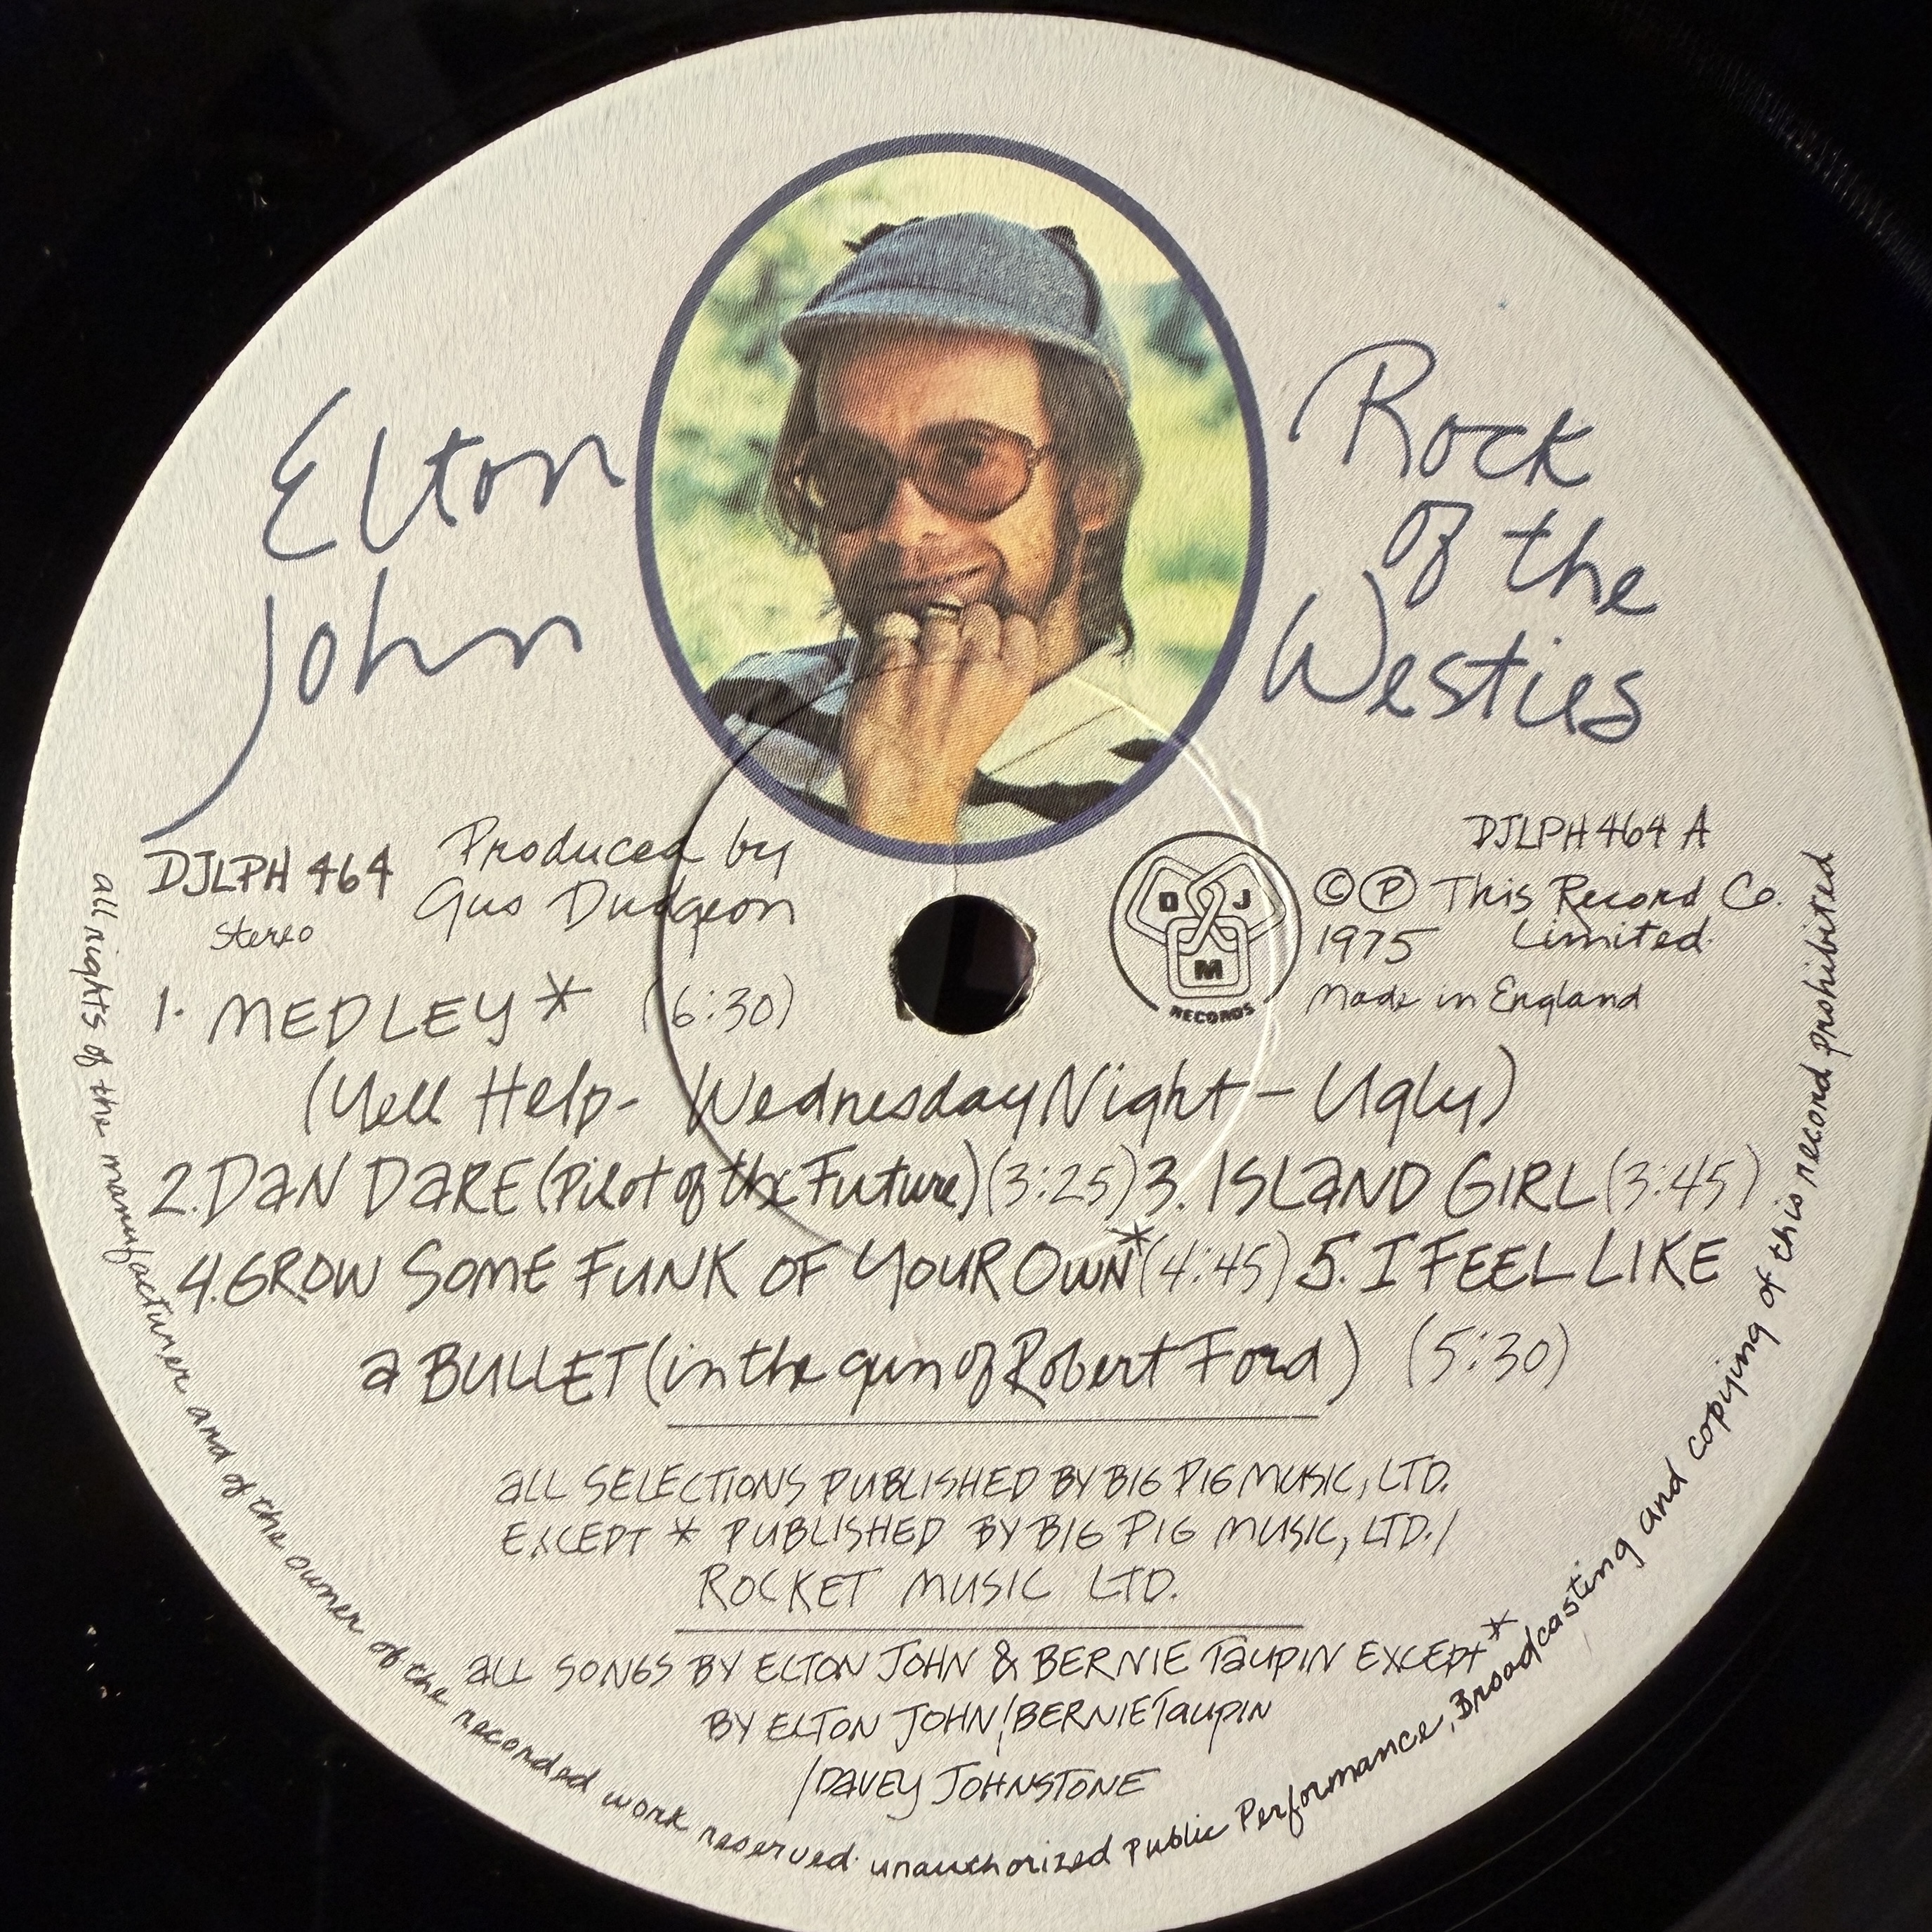 Elton
John
Rock
of the
Westies
DJLPH 464
Stereo
Produced by
Gus Dudgeon
D J
M
RECORDS
DJLPH 464 A
© ℗ This Record Co.
1975 Limited.
Made in England
1. MEDLEY* (6:30)
(Yell Help- Wednesday Night - Ugly)
2. DaN DaRE (Pilot of the Future) (3:25) 3. ISLaND GIRL (3:45)
4. GROW SOME FUNK OF YOUR OWN* (4:45) 5. I FEEL LIKE
a BULLET (in the gun of Robert Ford) (5:30)
aLL SELECTIONS PUBLISHED BY BIG PIG MUSIC, LTD.
EXCEPT * PUBLISHED BY BIG PIG MUSIC, LTD./
ROCKET MUSIC LTD.
aLL SONGS BY ELTON JOHN & BERNIE TaUPIN EXCEPT*
BY ELTON JOHN/BERNIE TaUPIN
/DAVEY JOHNSTONE
all rights of the manufacturer and of the owner of the recorded work reserved. unauthorized public Performance, Broadcasting and copying of this record prohibited